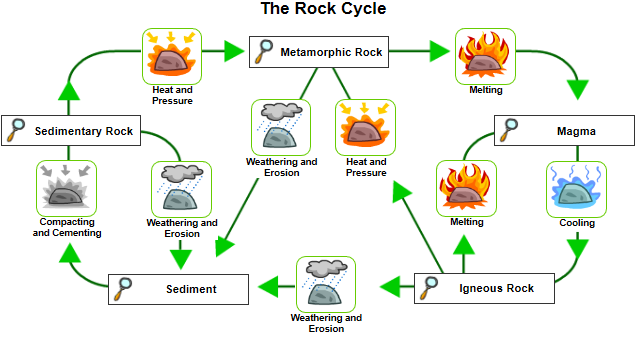 The Rock Cycle
Metamorphic Rock
Heat and
Pressure
Melting
Sedimentary Rock
Weathering and
Erosion
Heat and
Pressure
Magma
Compacting
and Cementing
Weathering and
Erosion
Melting
Cooling
Sediment
Weathering and
Erosion
Igneous Rock